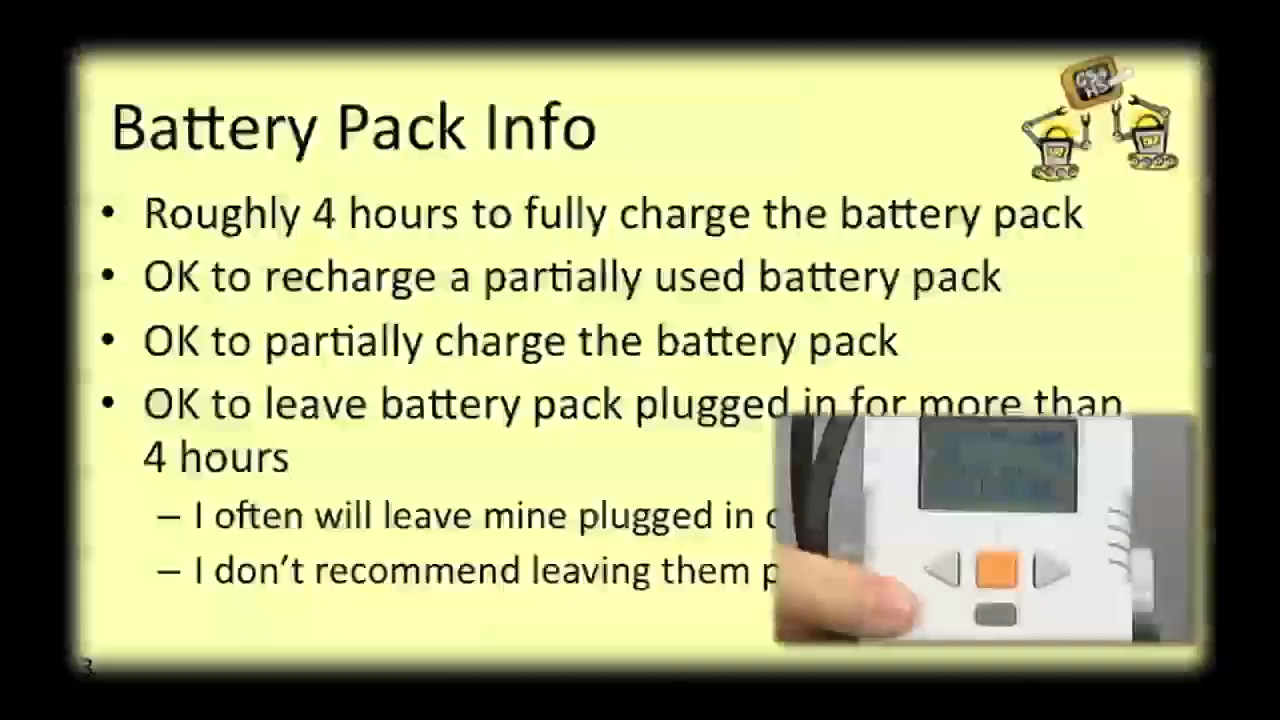 Battery Pack Info
• Roughly 4 hours to fully charge the battery pack
• OK to recharge a partially used battery pack
• OK to partially charge the battery pack
• OK to leave battery pack plugged in for more than
4 hours
– I often will leave mine plugged in
– I don't recommend leaving them
3